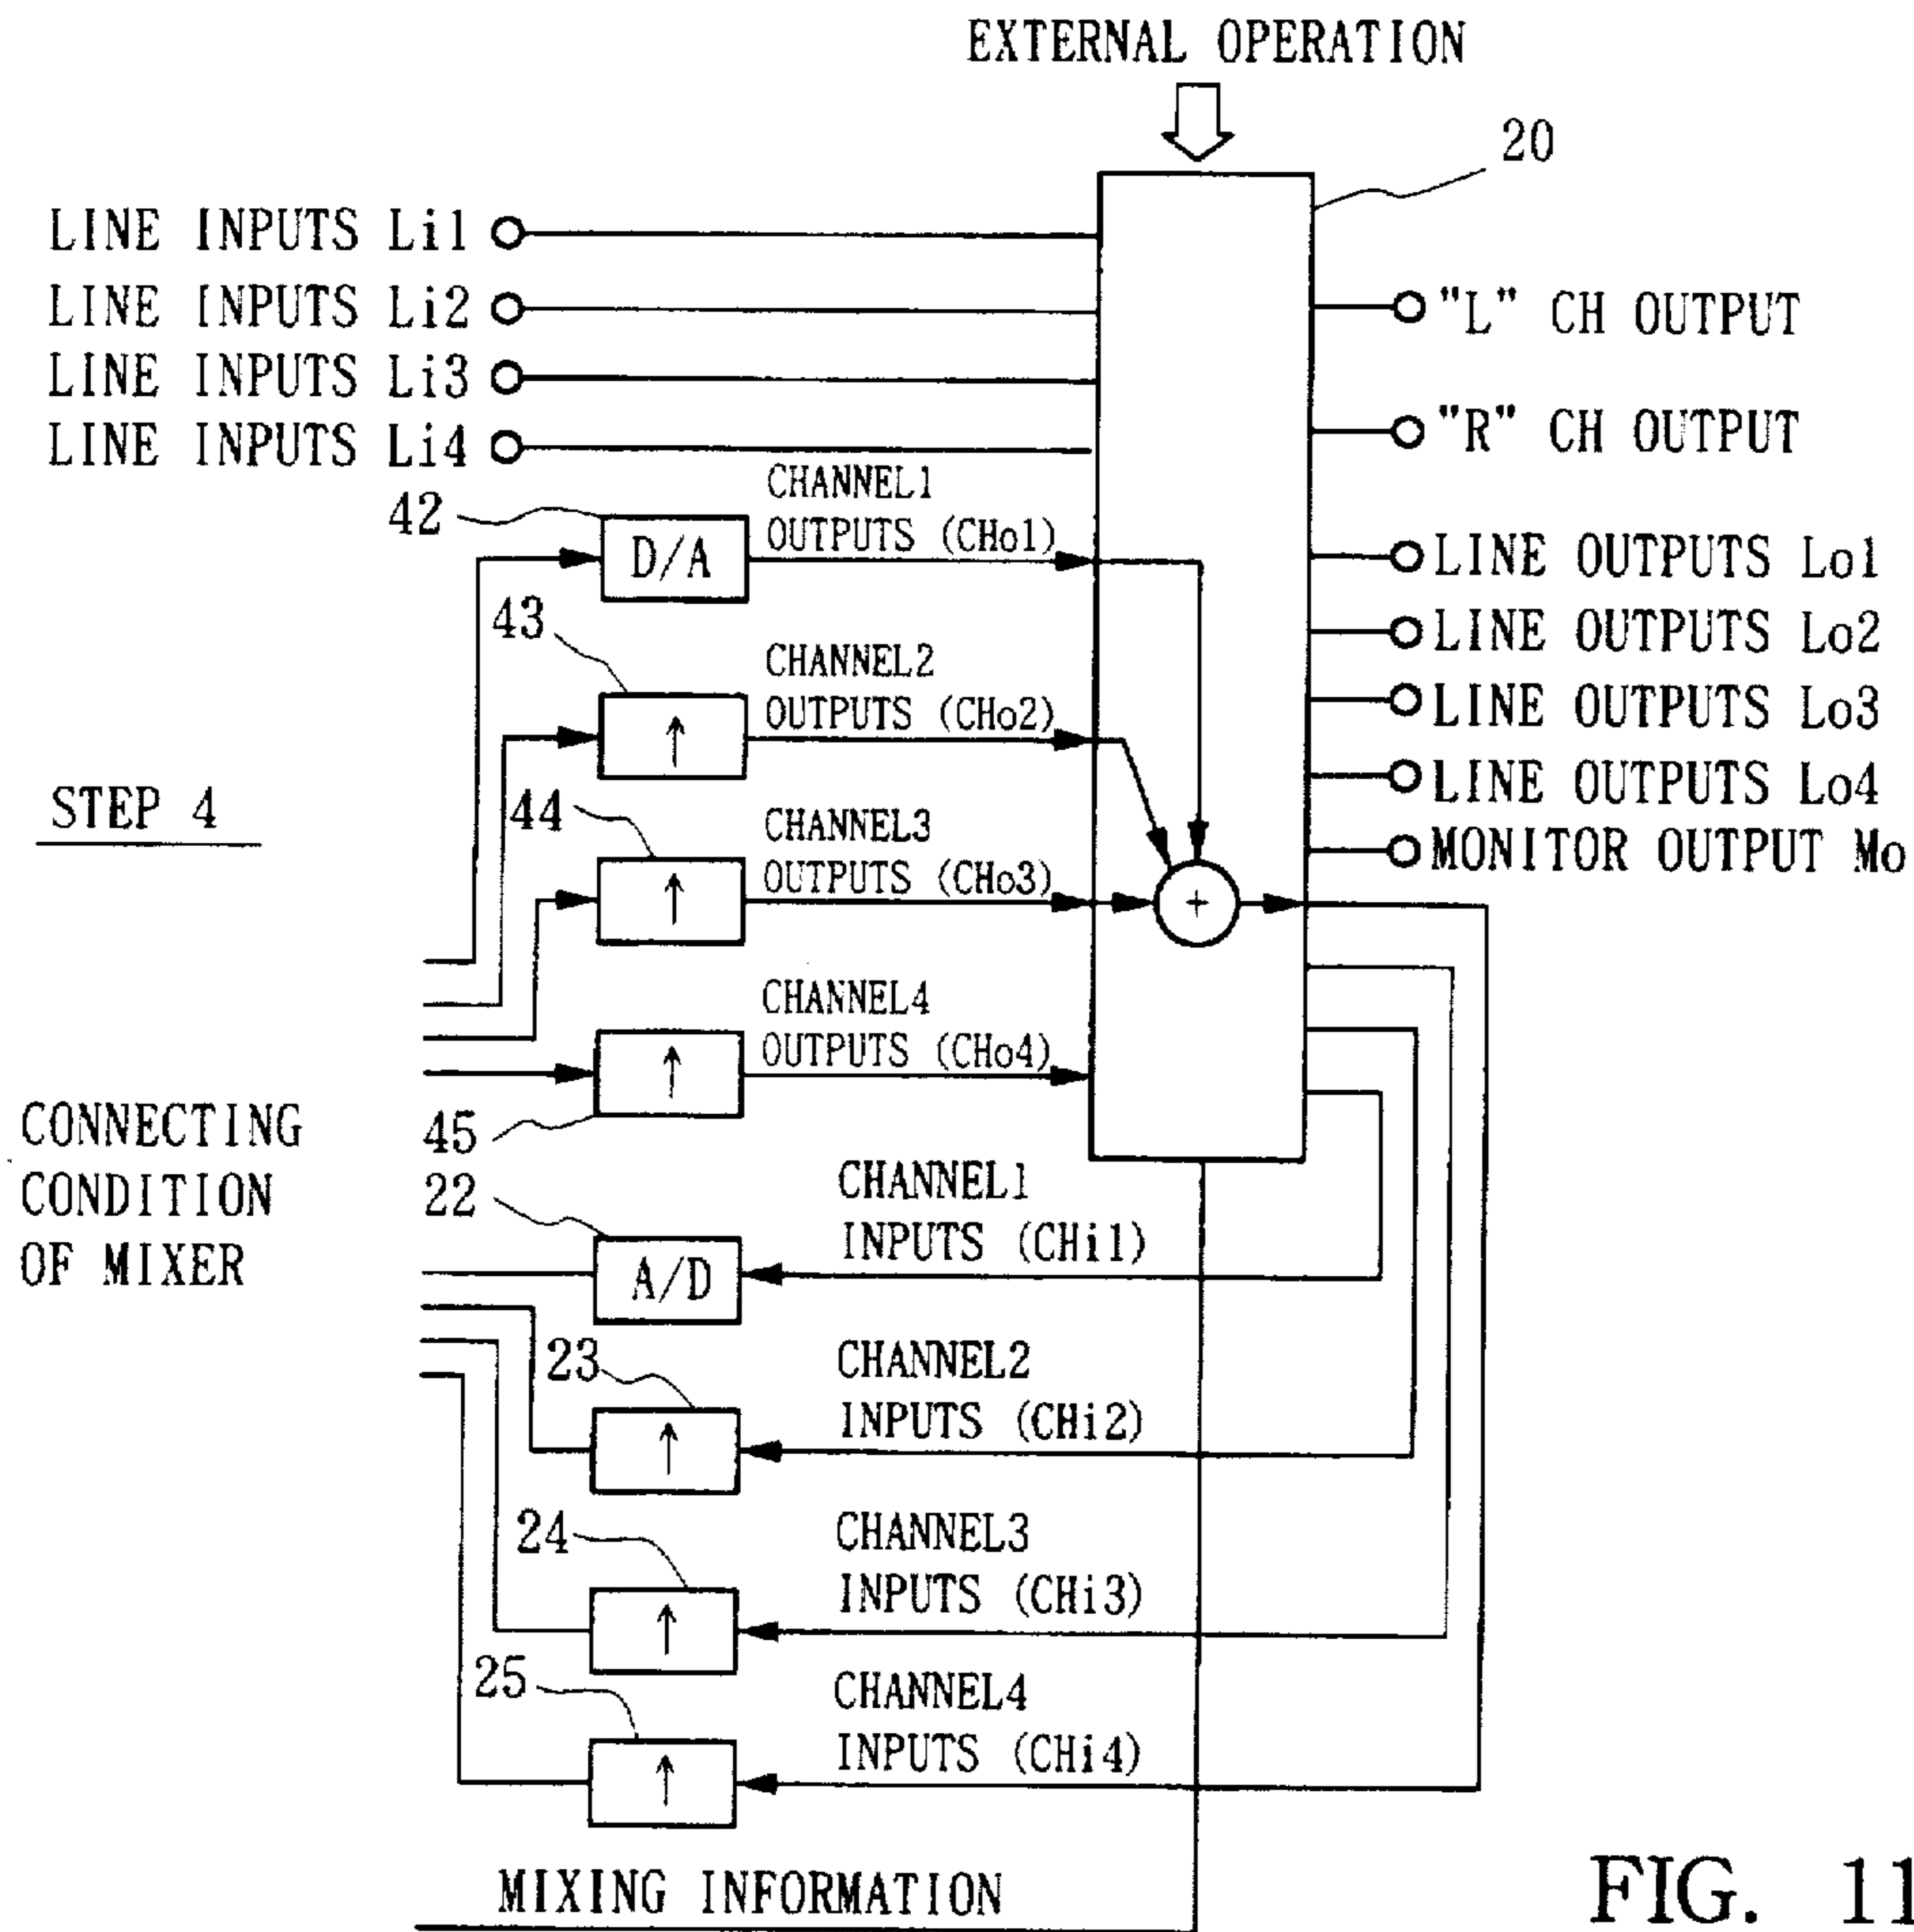 EXTERNAL OPERATION
20
LINE INPUTS Li1
LINE INPUTS Li2
LINE INPUTS Li3
LINE INPUTS Li4
"L" CH OUTPUT
"R" CH OUTPUT
LINE OUTPUTS Lo1
LINE OUTPUTS Lo2
LINE OUTPUTS Lo3
LINE OUTPUTS Lo4
MONITOR OUTPUT Mo
42
D/A
CHANNEL1
OUTPUTS (CHo1)
43
↑
CHANNEL2
OUTPUTS (CHo2)
STEP 4
44
↑
CHANNEL3
OUTPUTS (CHo3)
+
45
↑
CHANNEL4
OUTPUTS (CHo4)
CONNECTING
CONDITION
OF MIXER
22
A/D
CHANNEL1
INPUTS (CHi1)
23
↑
CHANNEL2
INPUTS (CHi2)
24
↑
CHANNEL3
INPUTS (CHi3)
25
↑
CHANNEL4
INPUTS (CHi4)
MIXING INFORMATION
FIG. 11